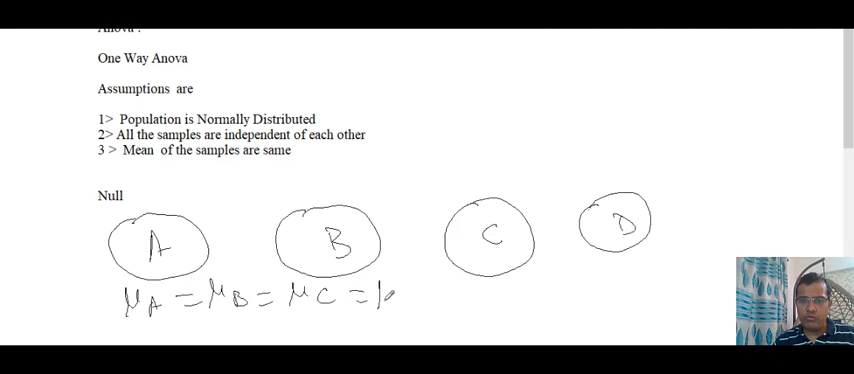 Anova :
One Way Anova
Assumptions are
1> Population is Normally Distributed
2> All the samples are independent of each other
3 > Mean of the samples are same
Null
A B C D
μA = μB = μC =